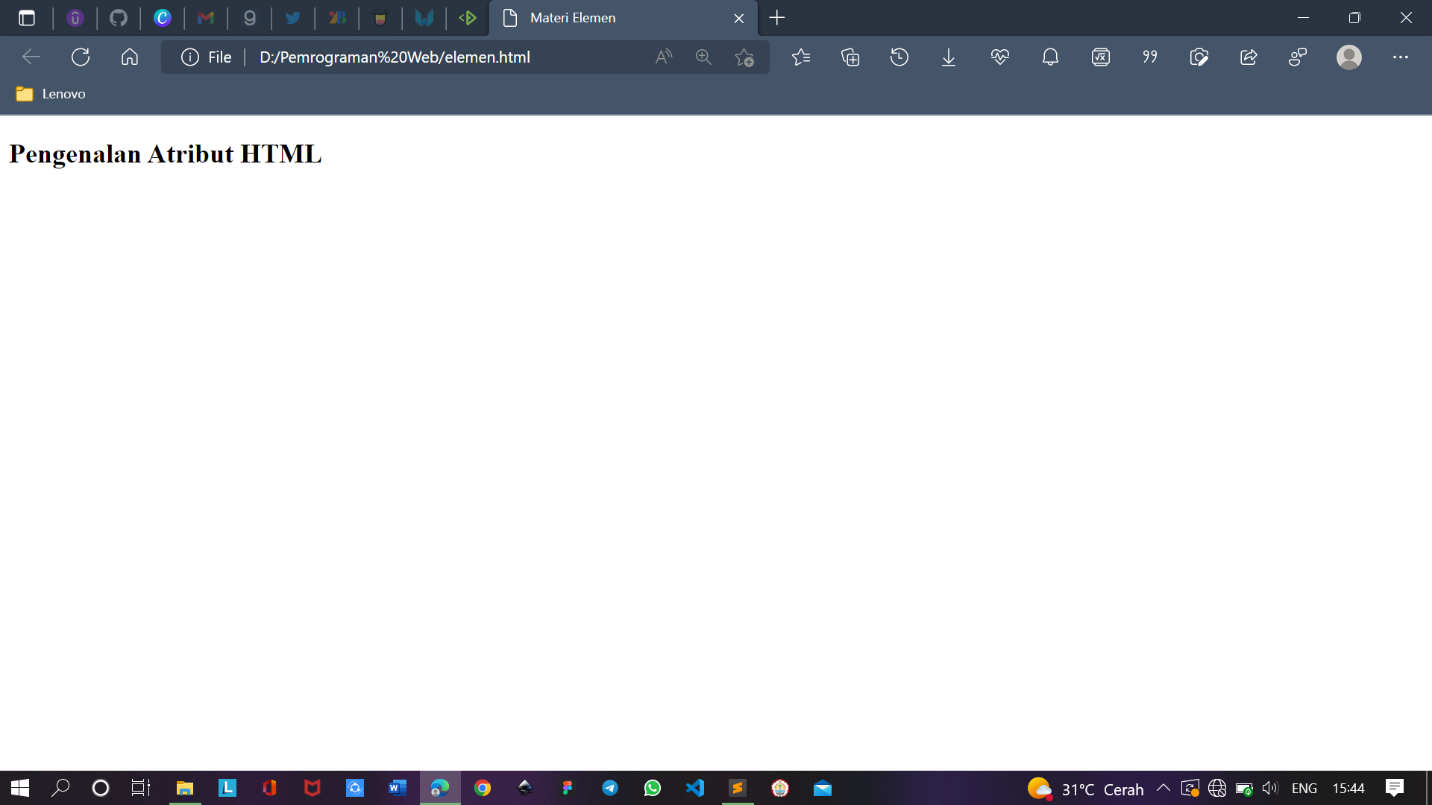 Materi Elemen
File
D:/Pemrograman%20Web/elemen.html
Lenovo
Pengenalan Atribut HTML
31°C Cerah
ENG
15:44